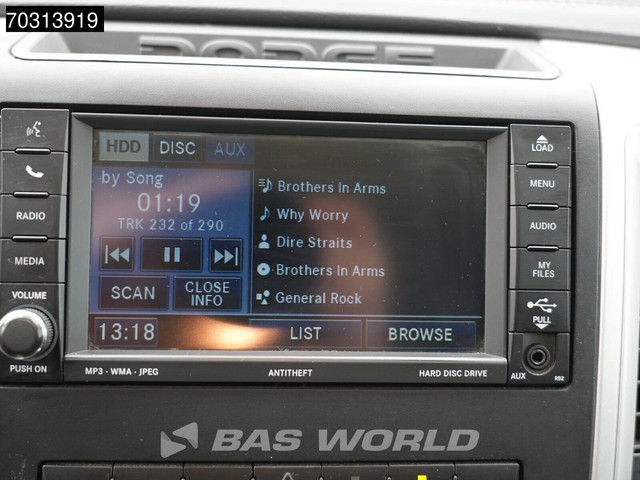 70313919
DODGE
HDD DISC AUX
by Song
01:19
TRK 232 of 290
SCAN
CLOSE INFO
Brothers In Arms
Why Worry
Dire Straits
Brothers In Arms
General Rock
13:18
LIST
BROWSE
RADIO
MEDIA
VOLUME
PUSH ON
LOAD
MENU
AUDIO
MY FILES
PULL
AUX
RB2
MP3 · WMA · JPEG
ANTITHEFT
HARD DISC DRIVE
BAS WORLD